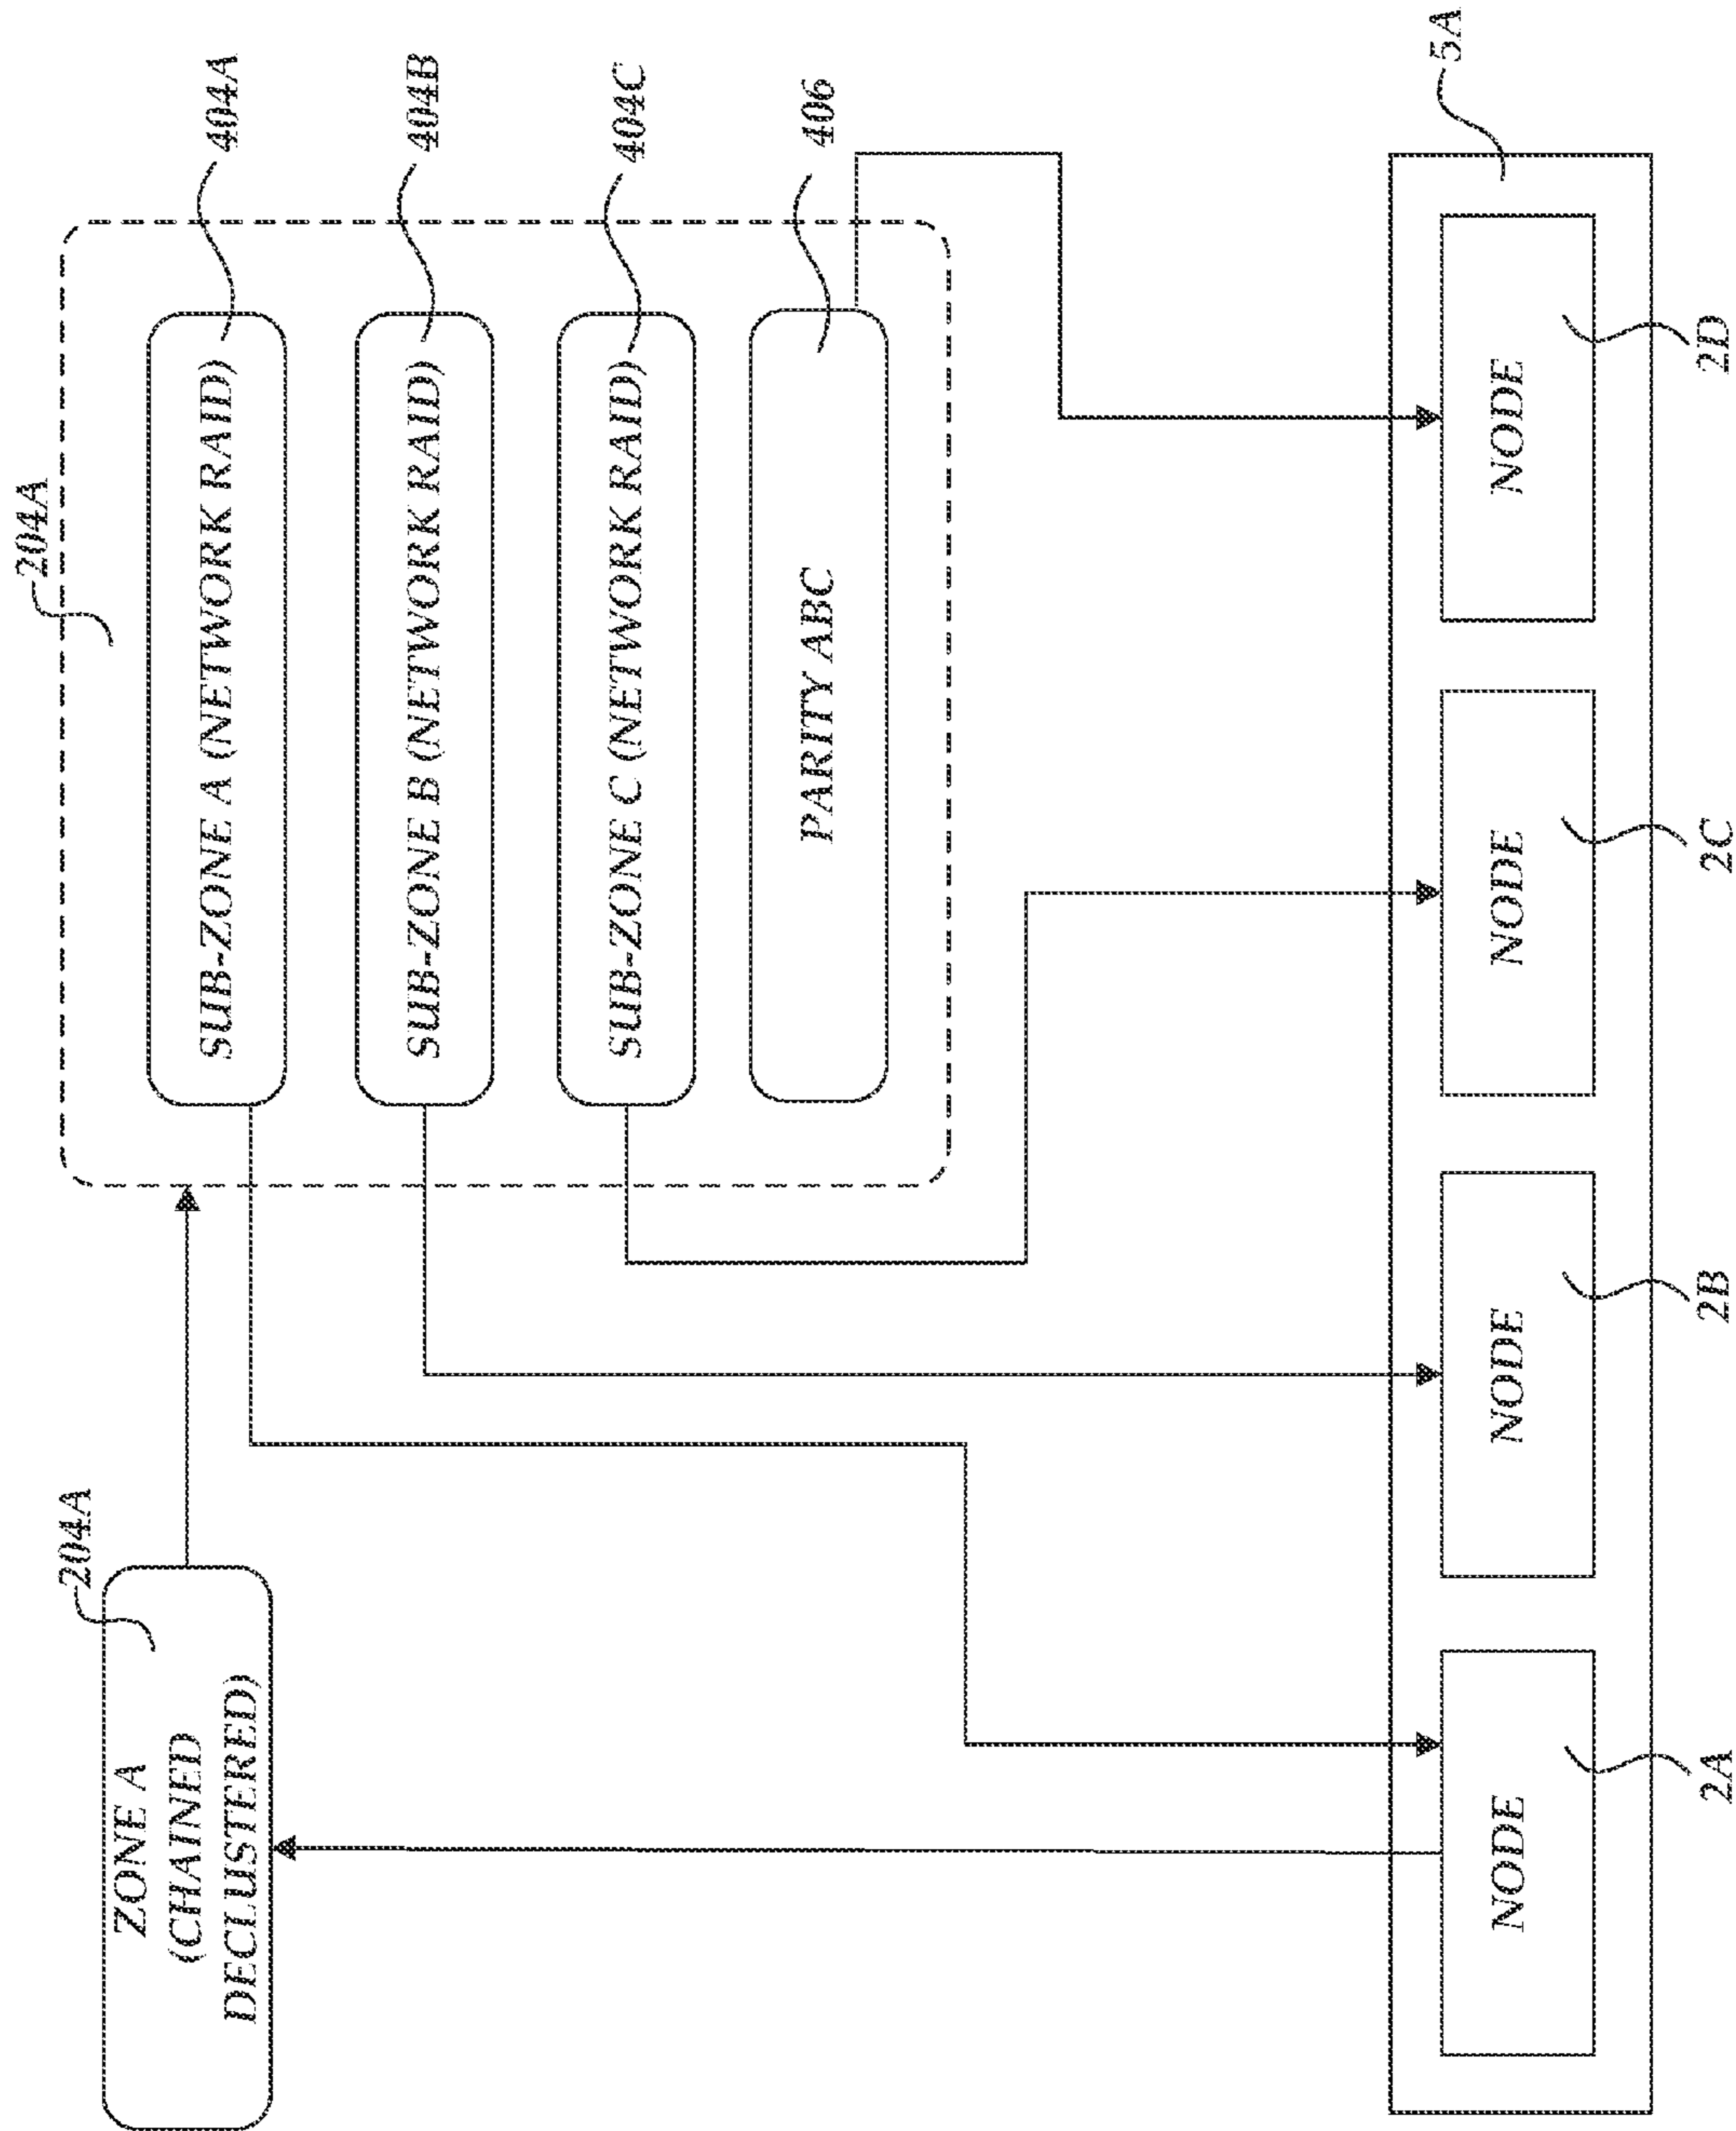 204A
204A
ZONE A
(CHAINED
DECLUSTERED)
SUB-ZONE A (NETWORK RAID)
404A
SUB-ZONE B (NETWORK RAID)
404B
SUB-ZONE C (NETWORK RAID)
404C
PARITY ABC
406
5A
NODE
NODE
NODE
NODE
2A
2B
2C
2D